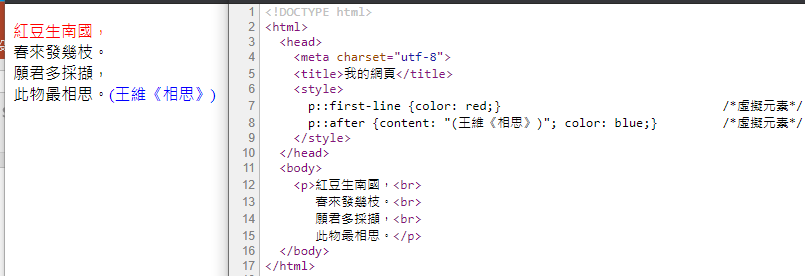 紅豆生南國，
春來發幾枝。
願君多採擷，
此物最相思。(王維《相思》)
1 <!DOCTYPE html>
2 <html>
3 <head>
4 <meta charset="utf-8">
5 <title>我的網頁</title>
6 <style>
7 p::first-line {color: red;} /*虛擬元素*/
8 p::after {content: "(王維《相思》)"; color: blue;} /*虛擬元素*/
9 </style>
10 </head>
11 <body>
12 <p>紅豆生南國，<br>
13 春來發幾枝。<br>
14 願君多採擷，<br>
15 此物最相思。</p>
16 </body>
17 </html>